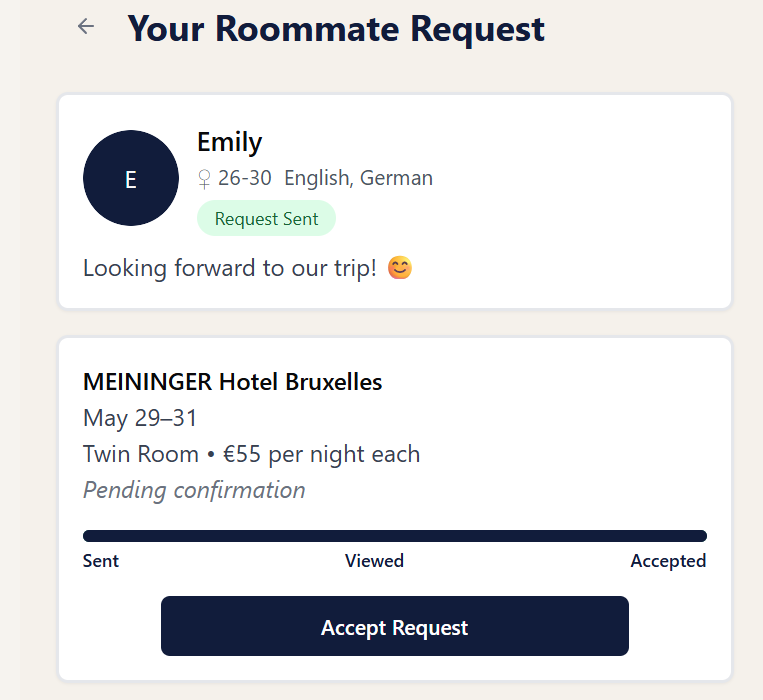 Your Roommate Request
E
Emily
♀ 26-30 English, German
Request Sent
Looking forward to our trip! 😊
MEININGER Hotel Bruxelles
May 29–31
Twin Room • €55 per night each
Pending confirmation
Sent Viewed Accepted
Accept Request